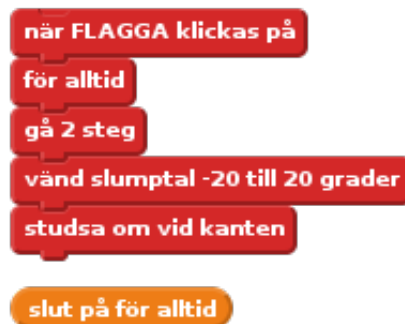 när FLAGGA klickas på
för alltid
gå 2 steg
vänd slumptal -20 till 20 grader
studsa om vid kanten
slut på för alltid